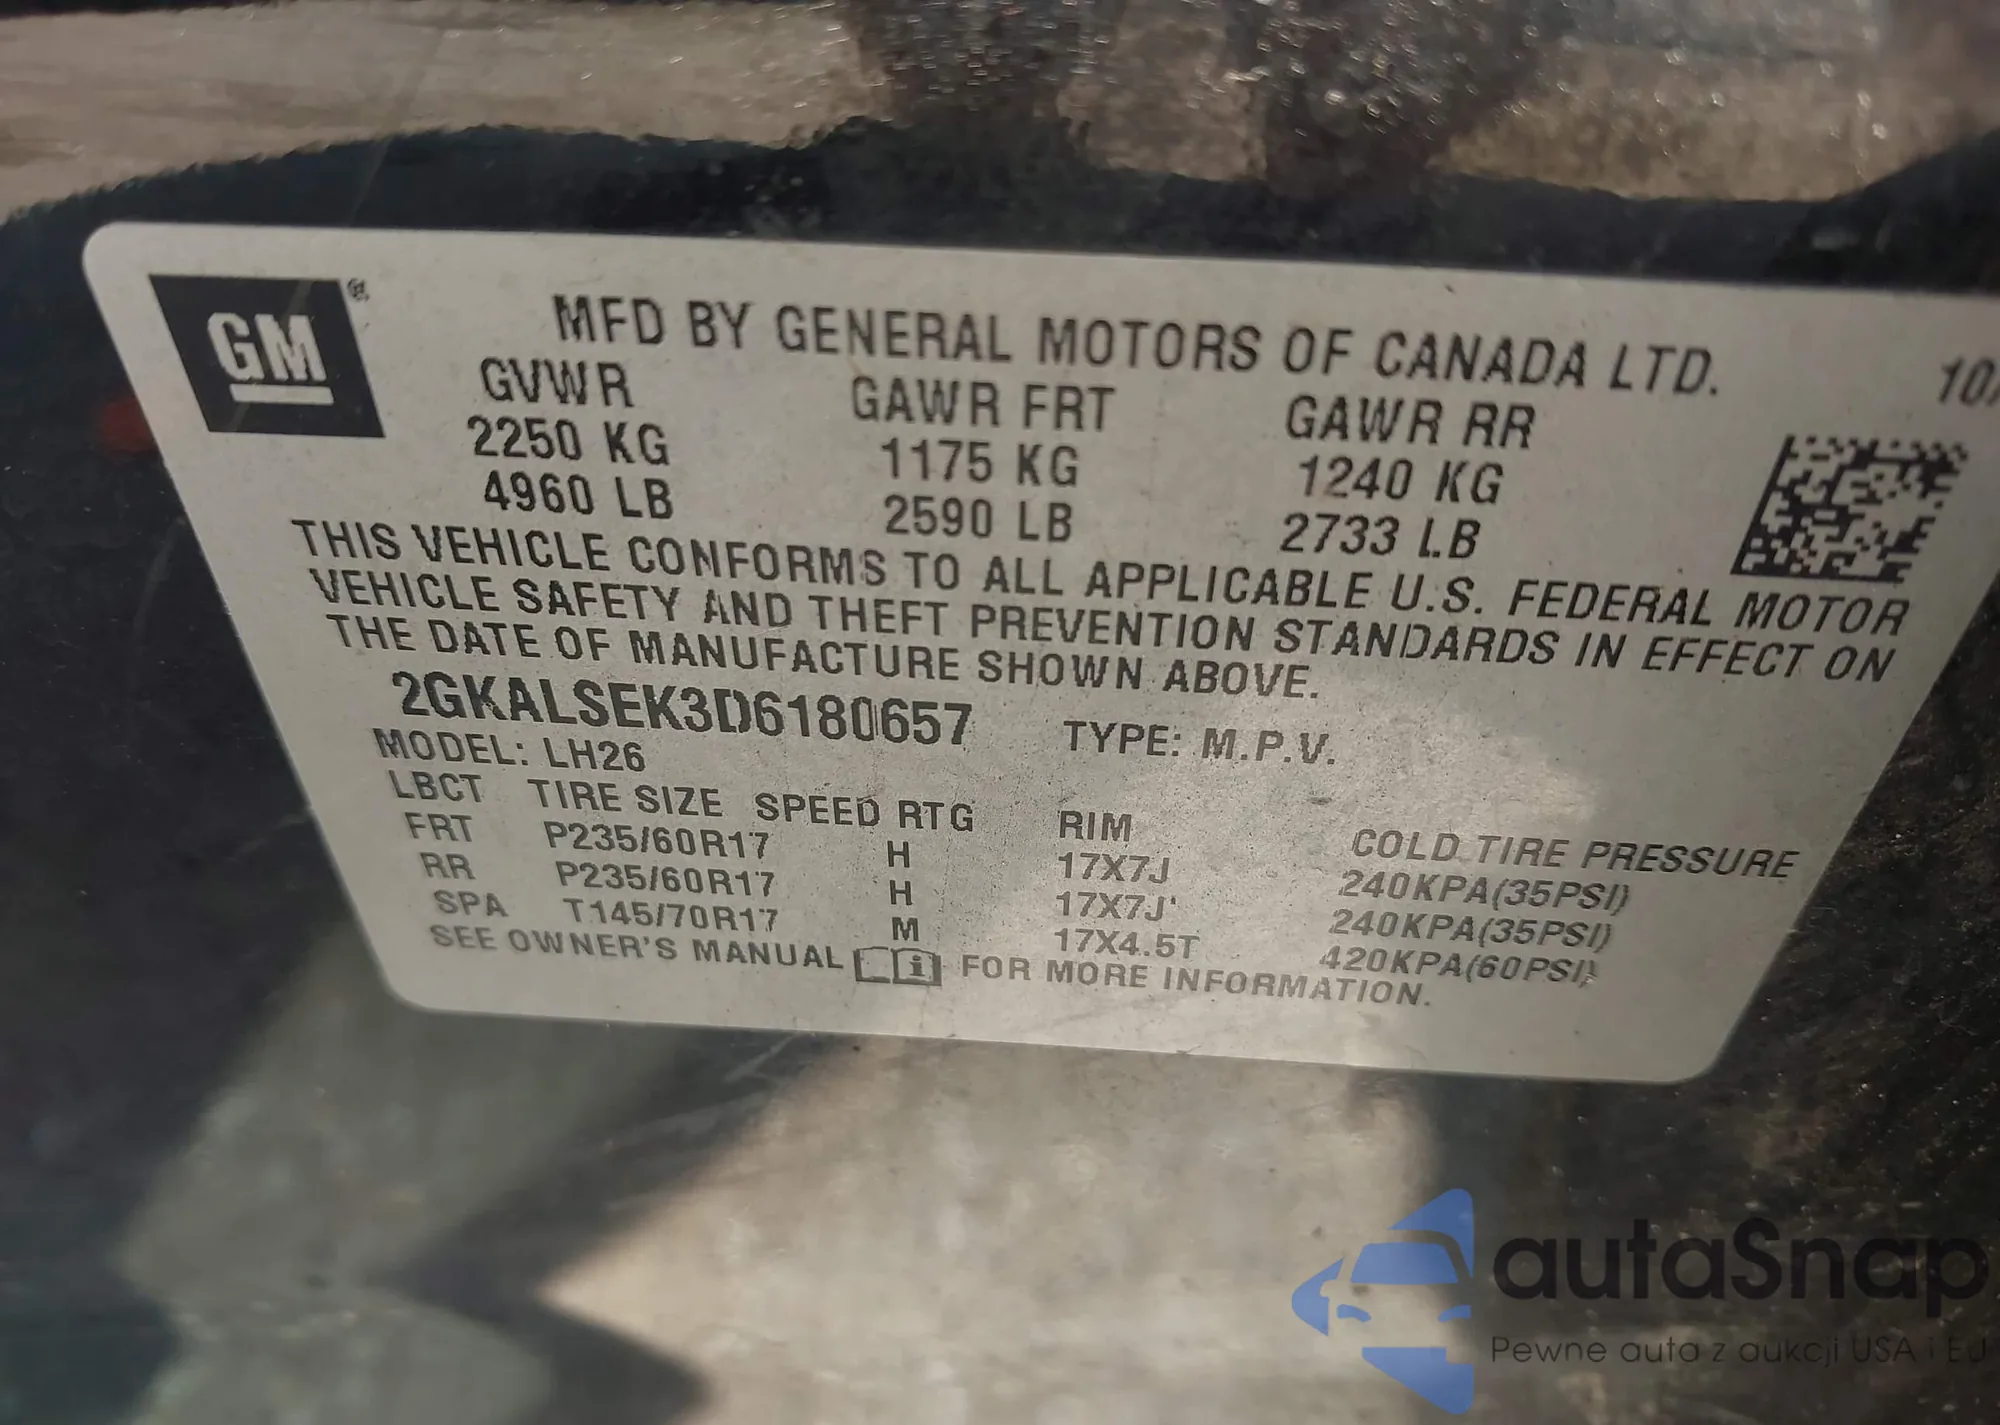 GM®
MFD BY GENERAL MOTORS OF CANADA LTD.
10/
GVWR GAWR FRT GAWR RR
2250 KG 1175 KG 1240 KG
4960 LB 2590 LB 2733 LB
THIS VEHICLE CONFORMS TO ALL APPLICABLE U.S. FEDERAL MOTOR
VEHICLE SAFETY AND THEFT PREVENTION STANDARDS IN EFFECT ON
THE DATE OF MANUFACTURE SHOWN ABOVE.
2GKALSEK3D6180657 TYPE: M.P.V.
MODEL: LH26
LBCT TIRE SIZE SPEED RTG RIM COLD TIRE PRESSURE
FRT P235/60R17 H 17X7J 240KPA(35PSI)
RR P235/60R17 H 17X7J 240KPA(35PSI)
SPA T145/70R17 M 17X4.5T 420KPA(60PSI)
SEE OWNER'S MANUAL i FOR MORE INFORMATION.
autaSnap
Pewne auta z aukcji USA i EU